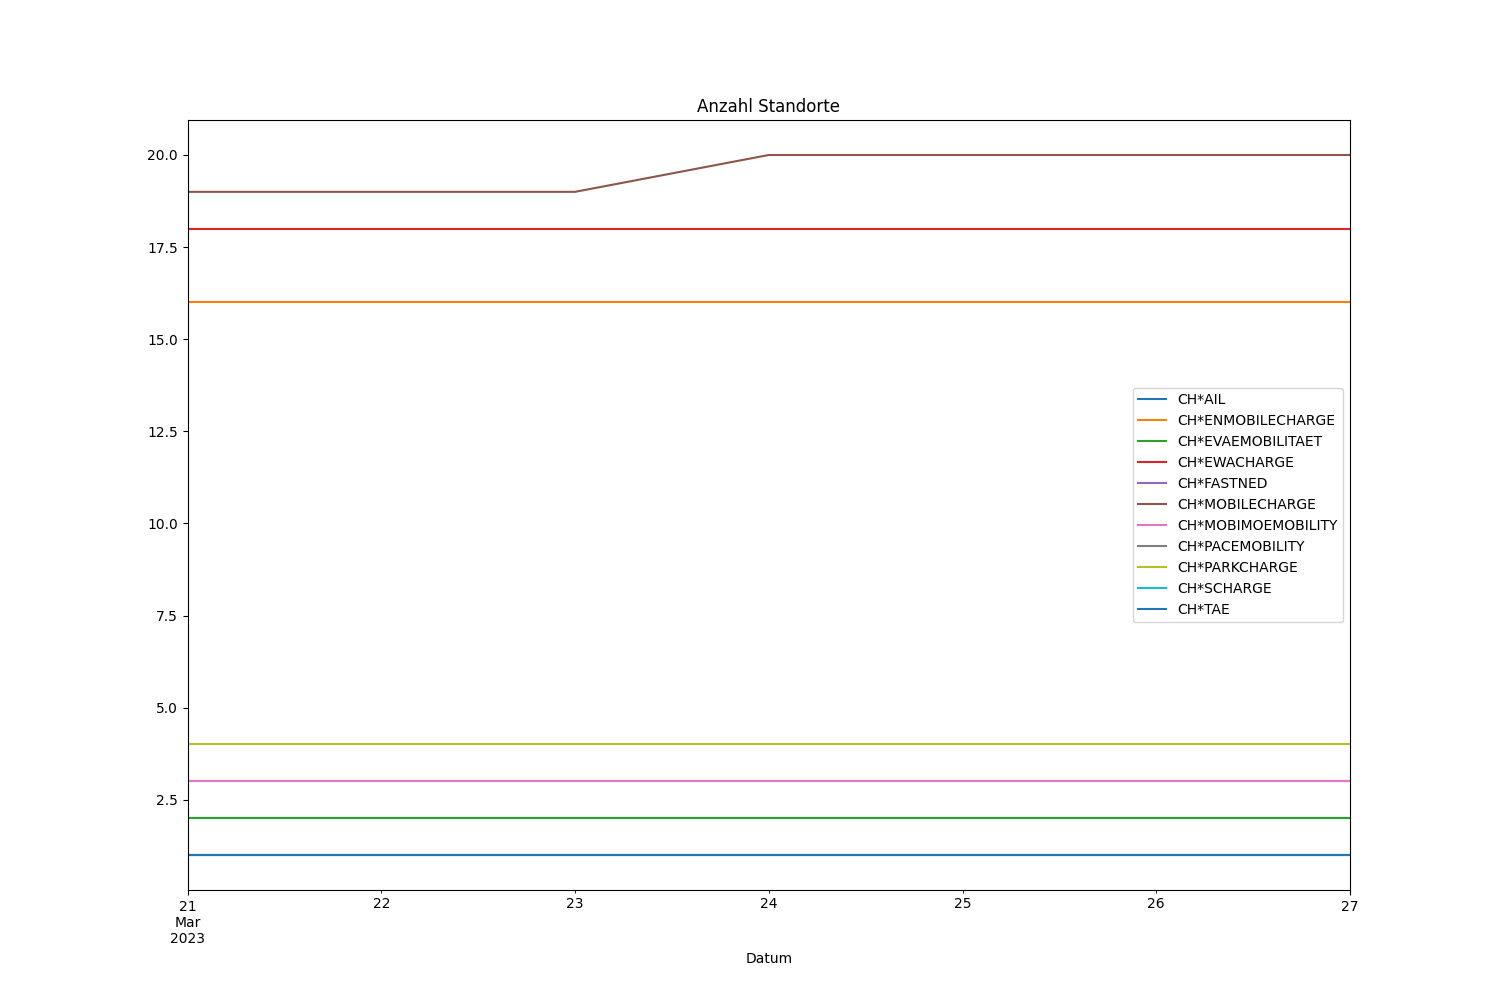 Anzahl Standorte
20.0
17.5
15.0
12.5
10.0
7.5
5.0
2.5
CH*AIL
CH*ENMOBILECHARGE
CH*EVAEMOBILITAET
CH*EWACHARGE
CH*FASTNED
CH*MOBILECHARGE
CH*MOBIMOEMOBILITY
CH*PACEMOBILITY
CH*PARKCHARGE
CH*SCHARGE
CH*TAE
21 22 23 24 25 26 27
Mar
2023
Datum